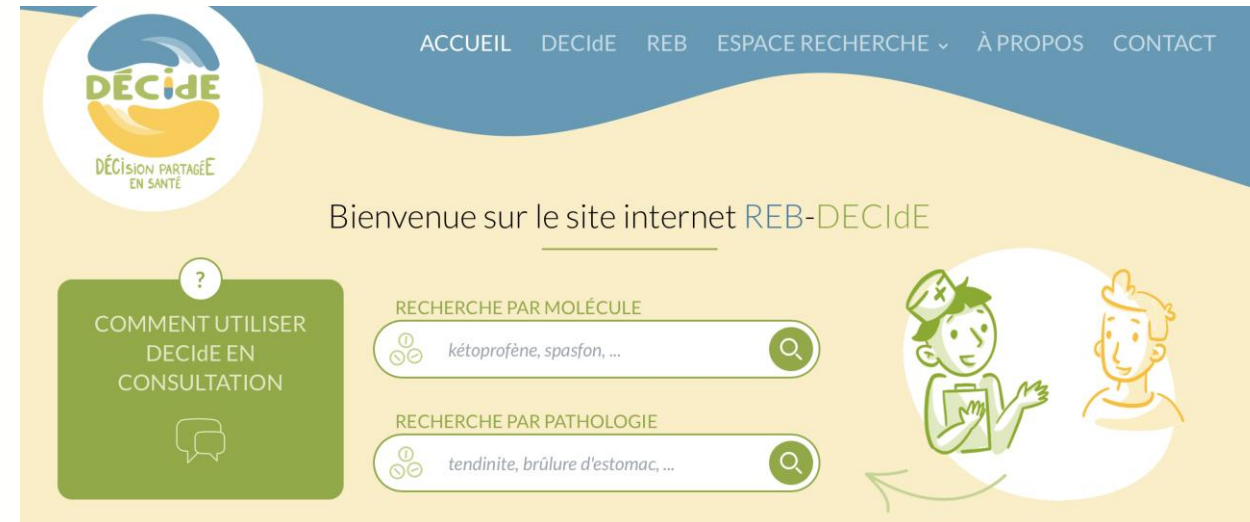 DÉCidE
DÉCISION PARTAGÉE
EN SANTÉ
ACCUEIL DECIdE REB ESPACE RECHERCHE À PROPOS CONTACT
Bienvenue sur le site internet REB-DECIdE
?
COMMENT UTILISER
DECIdE EN
CONSULTATION
RECHERCHE PAR MOLÉCULE
kétoprofène, spasfon, ...
RECHERCHE PAR PATHOLOGIE
tendinite, brûlure d'estomac, ...